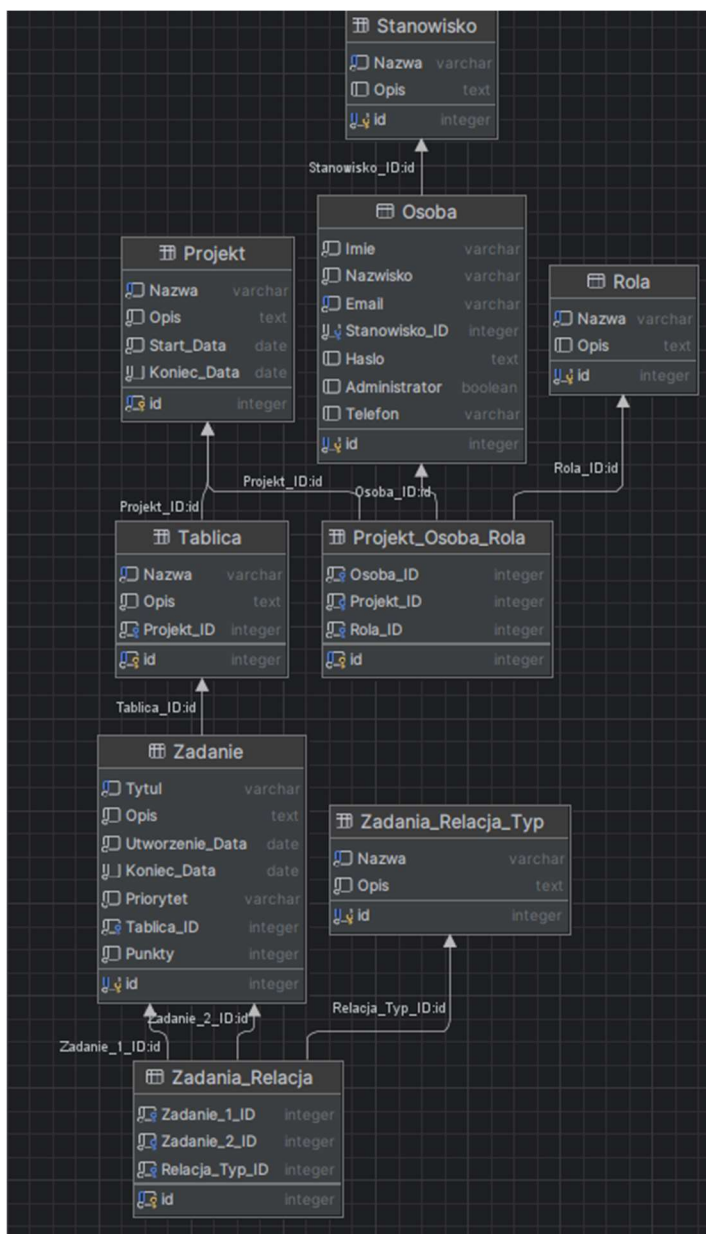 Stanowisko
Nazwa varchar
Opis text
id integer
Stanowisko_ID:id
Osoba
Imie varchar
Nazwisko varchar
Email varchar
Stanowisko_ID integer
Haslo text
Administrator boolean
Telefon varchar
id integer
Projekt
Nazwa varchar
Opis text
Start_Data date
Koniec_Data date
id integer
Rola
Nazwa varchar
Opis text
id integer
Projekt_ID:id
Projekt_ID:id
Osoba_ID:id
Rola_ID:id
Tablica
Nazwa varchar
Opis text
Projekt_ID integer
id integer
Projekt_Osoba_Rola
Osoba_ID integer
Projekt_ID integer
Rola_ID integer
id integer
Tablica_ID:id
Zadanie
Tytul varchar
Opis text
Utworzenie_Data date
Koniec_Data date
Priorytet varchar
Tablica_ID integer
Punkty integer
id integer
Zadania_Relacja_Typ
Nazwa varchar
Opis text
id integer
Zadanie_1_ID:id
Zadanie_2_ID:id
Relacja_Typ_ID:id
Zadania_Relacja
Zadanie_1_ID integer
Zadanie_2_ID integer
Relacja_Typ_ID integer
id integer